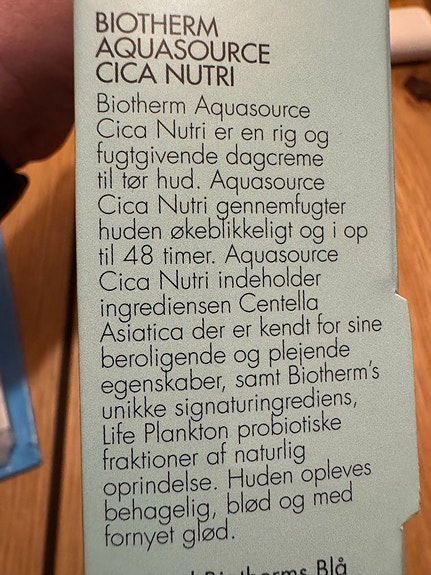 BIOTHERM
AQUASOURCE
CICA NUTRI
Biotherm Aquasource
Cica Nutri er en rig og
fugtgivende dagcreme
til tør hud. Aquasource
Cica Nutri gennemfugter
huden økeblikkeligt og i op
til 48 timer. Aquasource
Cica Nutri indeholder
ingrediensen Centella
Asiatica der er kendt for sine
beroligende og plejende
egenskaber, samt Biotherm's
unikke signaturingrediens,
Life Plankton probiotiske
fraktioner af naturlig
oprindelse. Huden opleves
behagelig, blød og med
fornyet glød.
Biotherms Blå